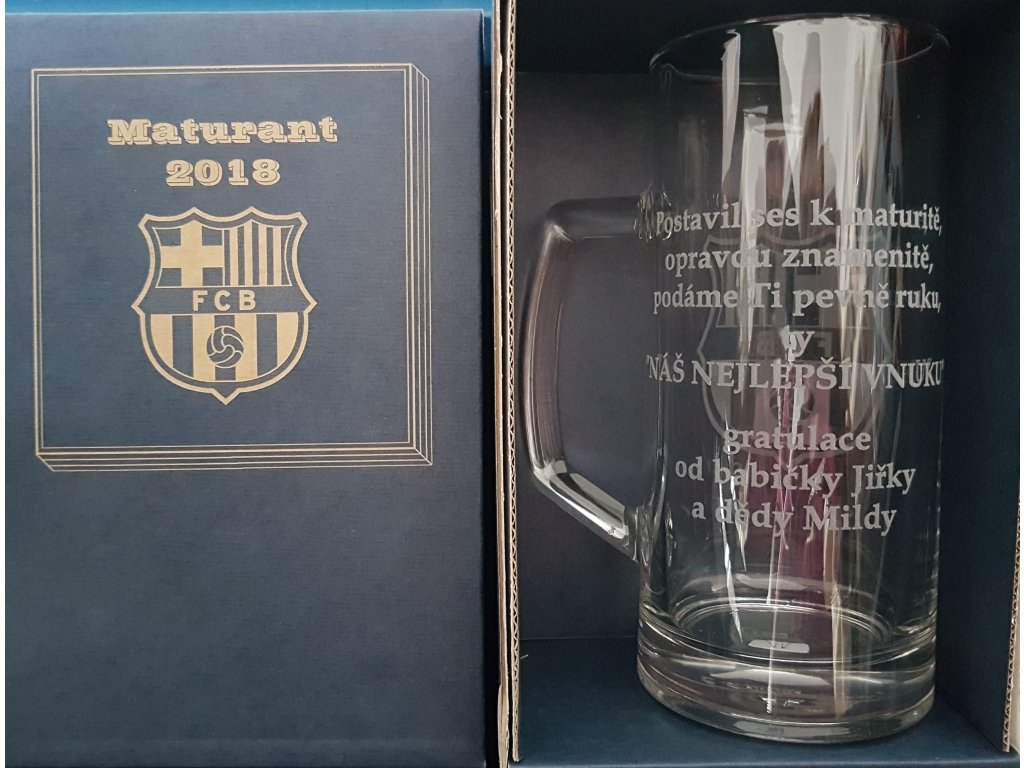 Maturant
2018
FCB
Postavil ses k maturitě,
opravdu znamenitě,
podáme Ti pevně ruku,
ty
"NÁŠ NEJLEPŠÍ VNUKU"
gratulace
od babičky Jiřky
a dědy Mildy